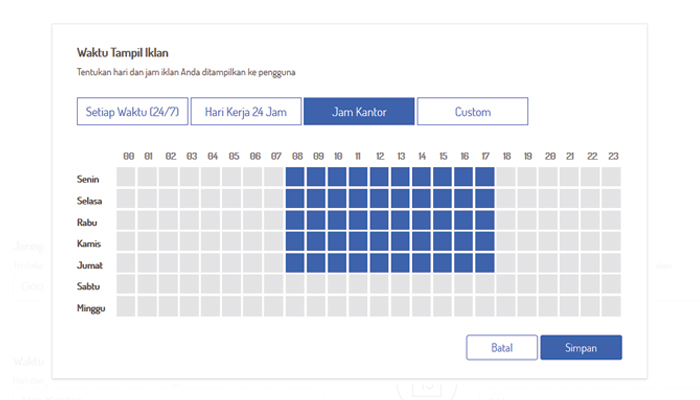 Waktu Tampil Iklan
Tentukan hari dan jam iklan Anda ditampilkan ke pengguna
Setiap Waktu (24/7) Hari Kerja 24 Jam Jam Kantor Custom
00 01 02 03 04 05 06 07 08 09 10 11 12 13 14 15 16 17 18 19 20 21 22 23
Senin
Selasa
Rabu
Kamis
Jumat
Sabtu
Minggu
Batal Simpan
Waktu